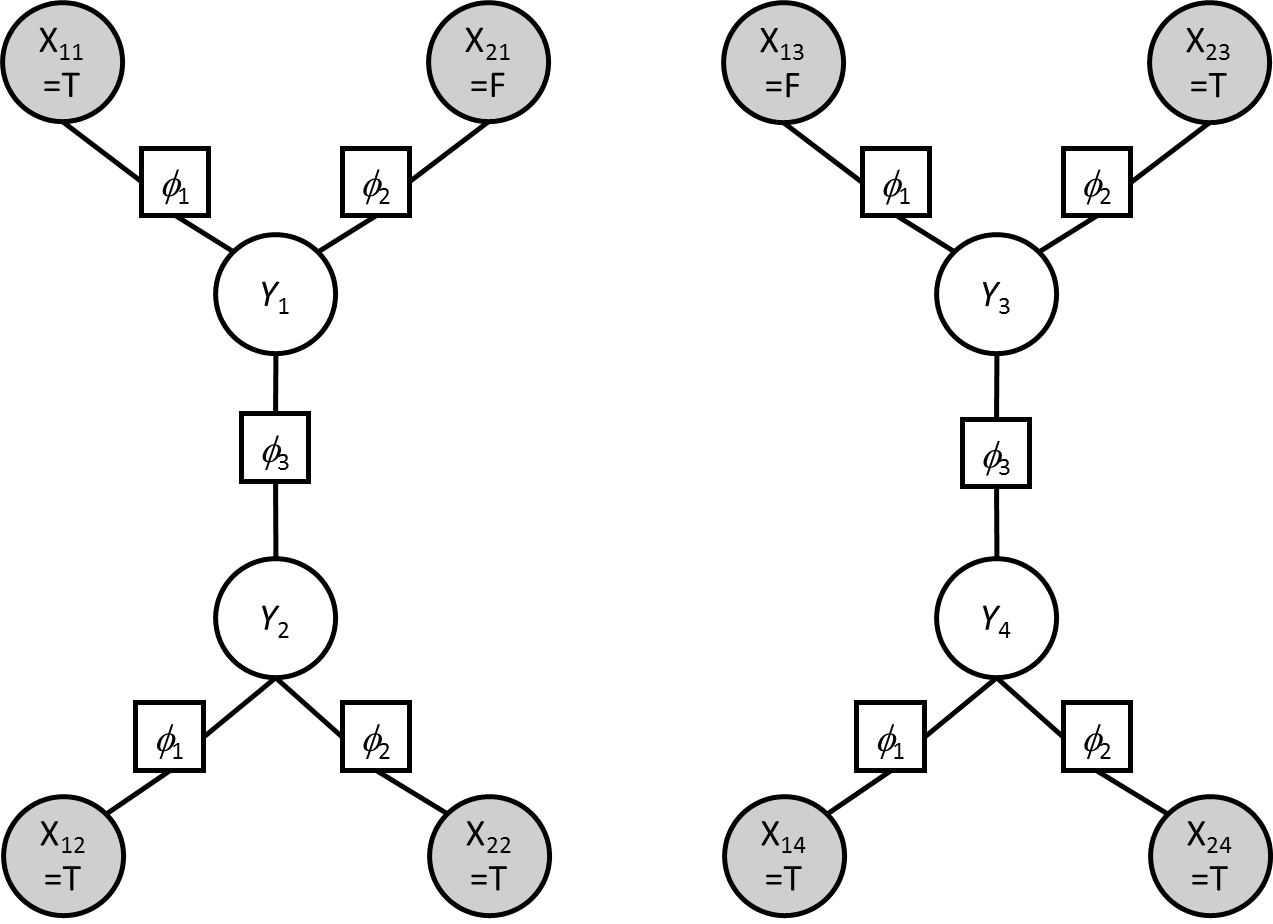 X₁₁ =T
X₂₁ =F
X₁₃ =F
X₂₃ =T
ϕ₁
ϕ₂
ϕ₁
ϕ₂
Y₁
Y₃
ϕ₃
ϕ₃
Y₂
Y₄
ϕ₁
ϕ₂
ϕ₁
ϕ₂
X₁₂ =T
X₂₂ =T
X₁₄ =T
X₂₄ =T